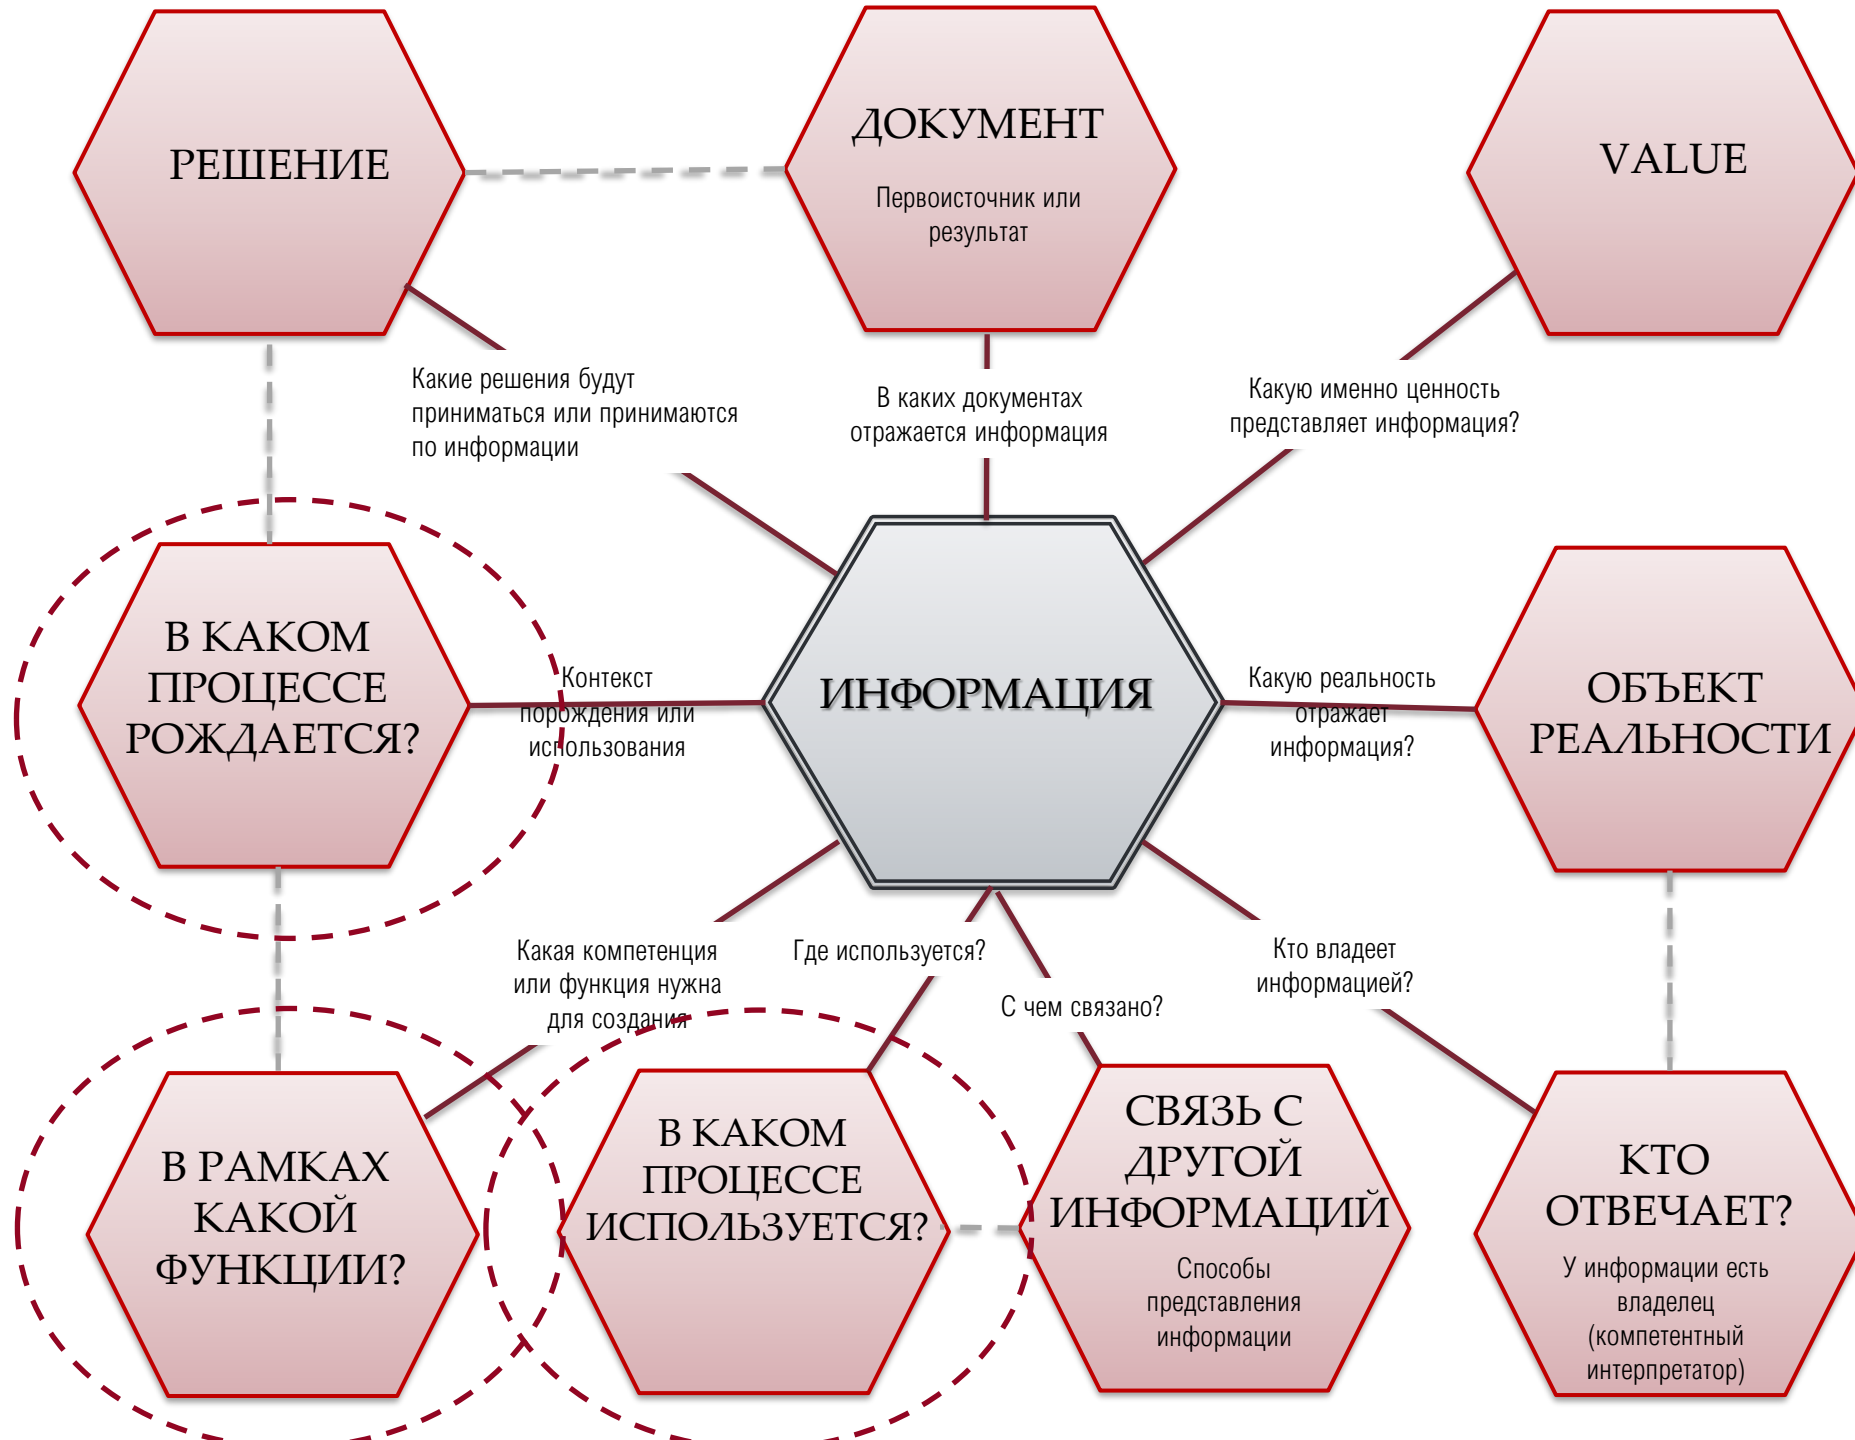 РЕШЕНИЕ
ДОКУМЕНТ
Первоисточник или
результат
VALUE
Какие решения будут
приниматься или принимаются
по информации
В каких документах
отражается информация
Какую именно ценность
представляет информация?
В КАКОМ
ПРОЦЕССЕ
РОЖДАЕТСЯ?
Контекст
порождения или
использования
ИНФОРМАЦИЯ
Какую реальность
отражает
информация?
ОБЪЕКТ
РЕАЛЬНОСТИ
Какая компетенция
или функция нужна
для создания
Где используется?
С чем связано?
Кто владеет
информацией?
В РАМКАХ
КАКОЙ
ФУНКЦИИ?
В КАКОМ
ПРОЦЕССЕ
ИСПОЛЬЗУЕТСЯ?
СВЯЗЬ С
ДРУГОЙ
ИНФОРМАЦИЙ
Способы
представления
информации
КТО
ОТВЕЧАЕТ?
У информации есть
владелец
(компетентный
интерпретатор)